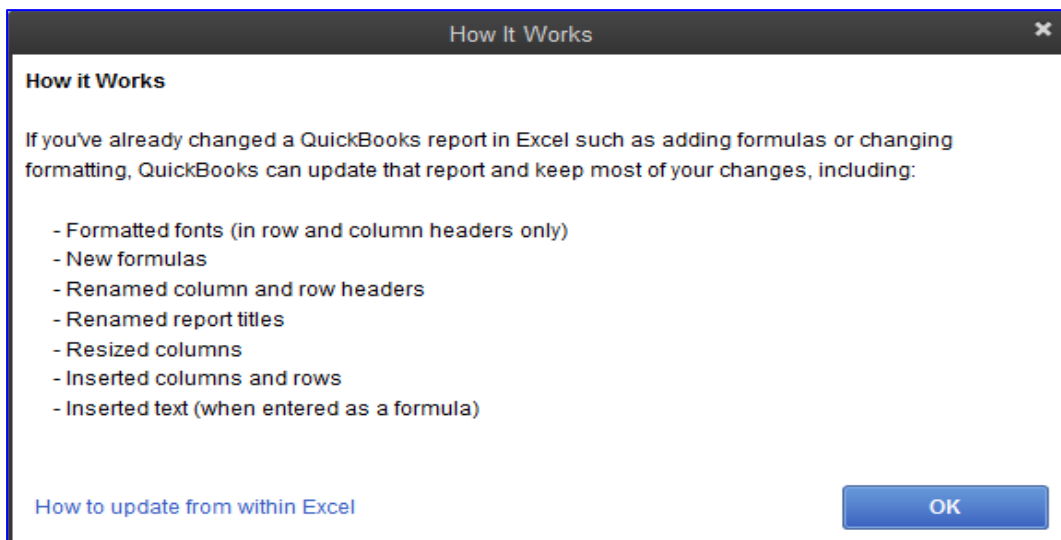 How It Works
How it Works
If you've already changed a QuickBooks report in Excel such as adding formulas or changing
formatting, QuickBooks can update that report and keep most of your changes, including:
- Formatted fonts (in row and column headers only)
- New formulas
- Renamed column and row headers
- Renamed report titles
- Resized columns
- Inserted columns and rows
- Inserted text (when entered as a formula)
How to update from within Excel
OK